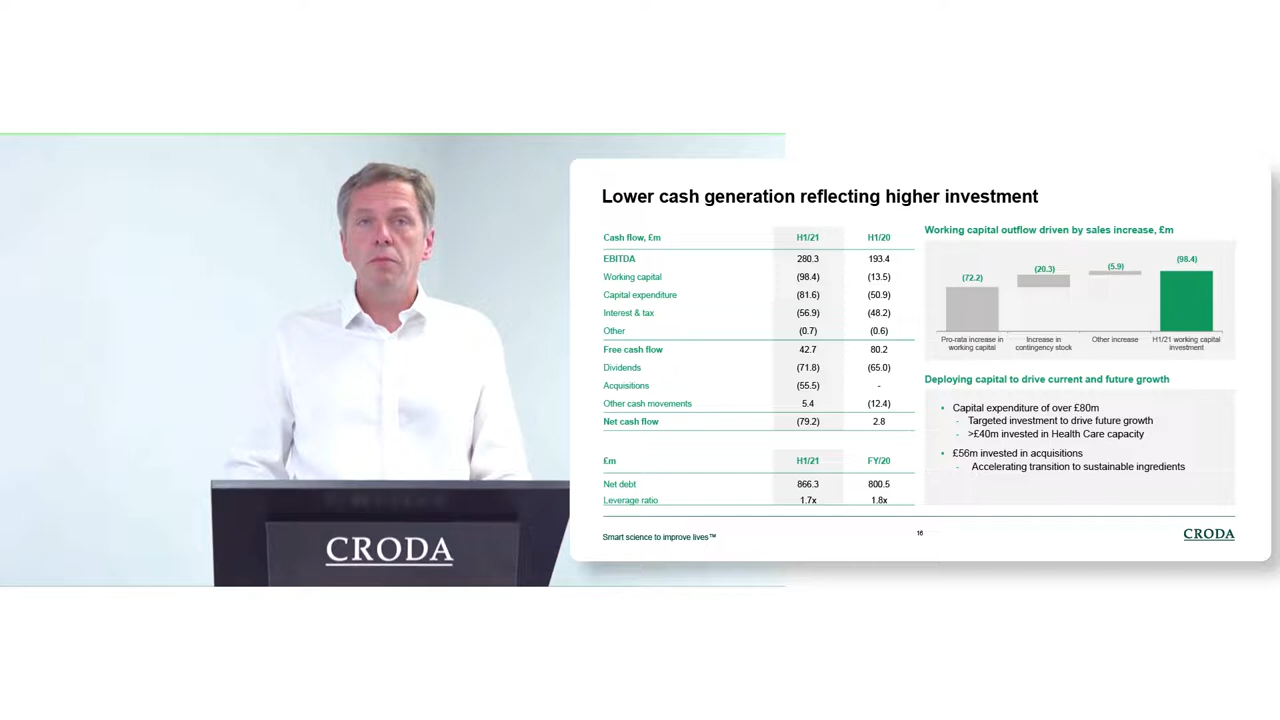 Lower cash generation reflecting higher investment
Cash flow, £m H1/21 H1/20
EBITDA 280.3 193.4
Working capital (98.4) (13.5)
Capital expenditure (81.6) (50.9)
Interest & tax (56.9) (48.2)
Other (0.7) (0.6)
Free cash flow 42.7 80.2
Dividends (71.8) (65.0)
Acquisitions (55.5) -
Other cash movements 5.4 (12.4)
Net cash flow (79.2) 2.8
£m H1/21 FY/20
Net debt 866.3 800.5
Leverage ratio 1.7x 1.8x
Working capital outflow driven by sales increase, £m
(72.2) (20.3) (5.9) (98.4)
Pro-rata increase in working capital
Increase in contingency stock
Other increase
H1/21 working capital investment
Deploying capital to drive current and future growth
• Capital expenditure of over £80m
- Targeted investment to drive future growth
- >£40m invested in Health Care capacity
• £56m invested in acquisitions
- Accelerating transition to sustainable ingredients
Smart science to improve lives™
16
CRODA
CRODA